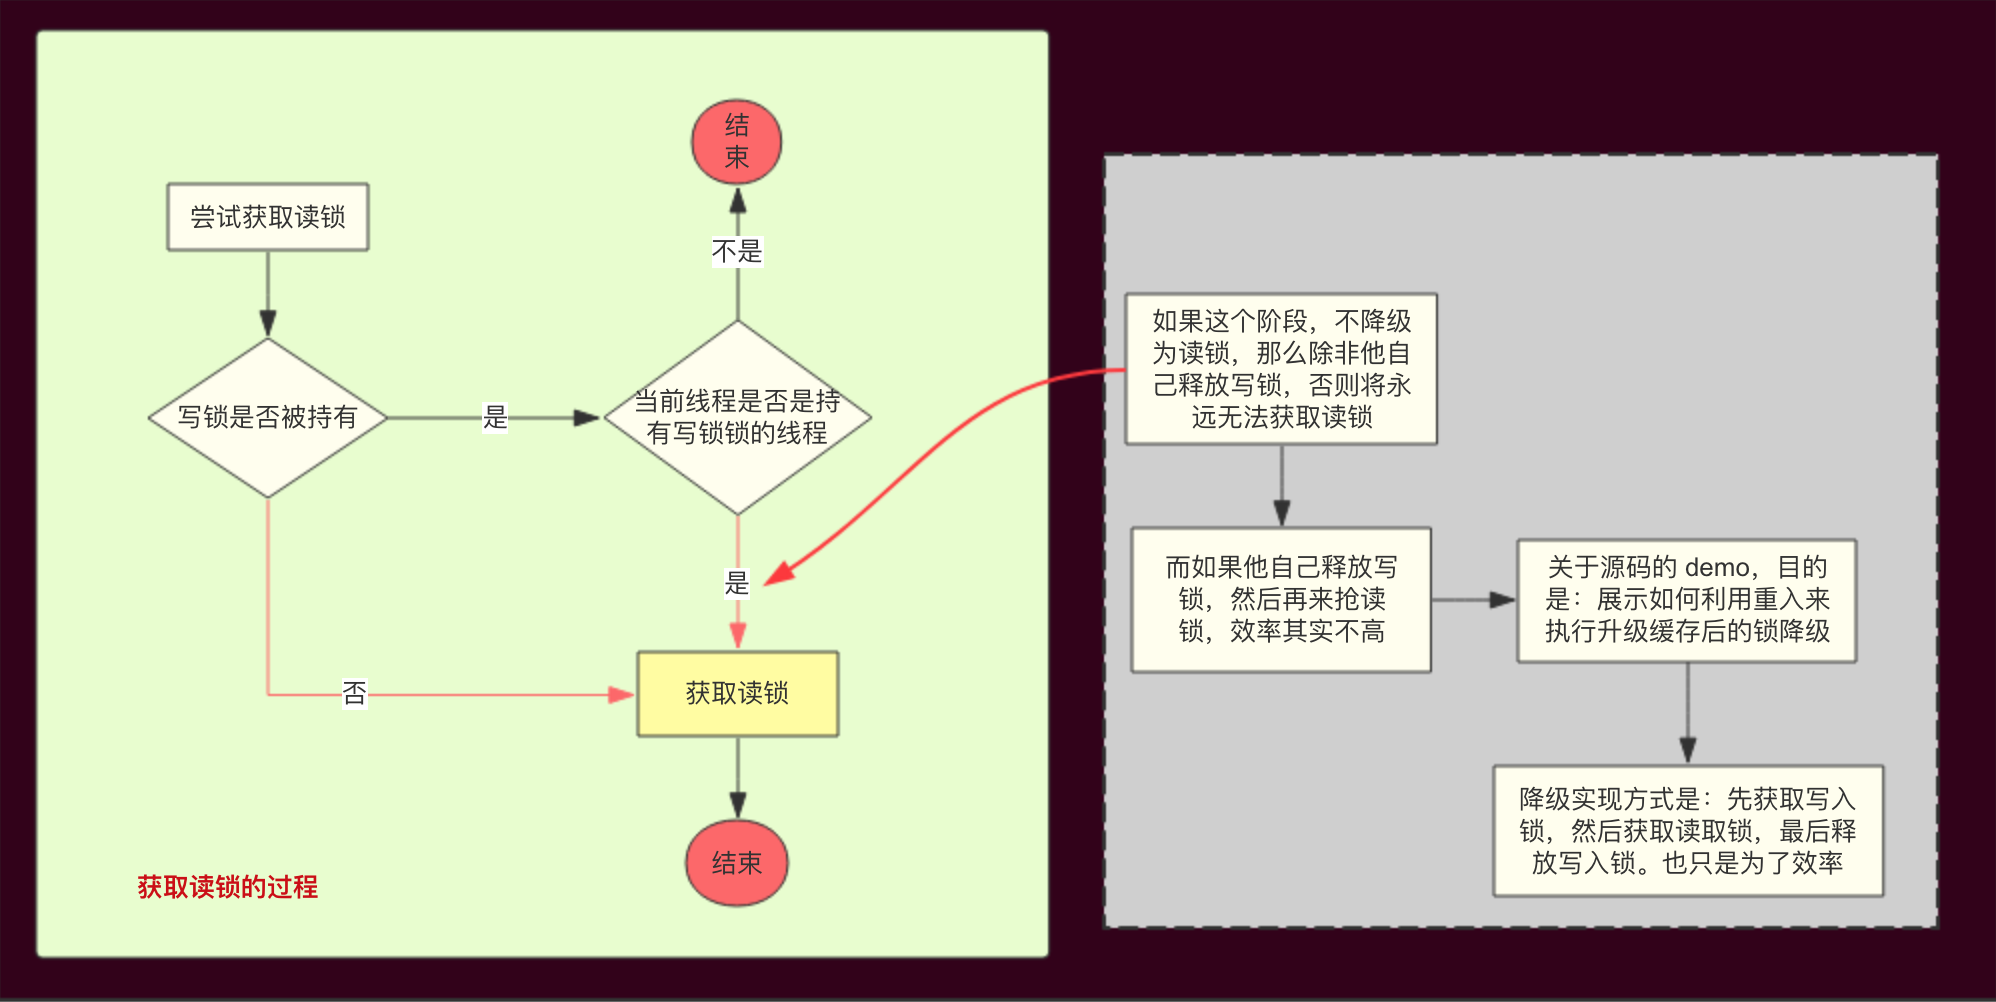 结
束
不是
尝试获取读锁
写锁是否被持有
是
当前线程是否是持
有写锁锁的线程
是
否
获取读锁
结束
获取读锁的过程
如果这个阶段，不降级
为读锁，那么除非他自
己释放写锁，否则将永
远无法获取读锁
而如果他自己释放写
锁，然后再来抢读
锁，效率其实不高
关于源码的 demo，目的
是：展示如何利用重入来
执行升级缓存后的锁降级
降级实现方式是：先获取写入
锁，然后获取读取锁，最后释
放写入锁。也只是为了效率